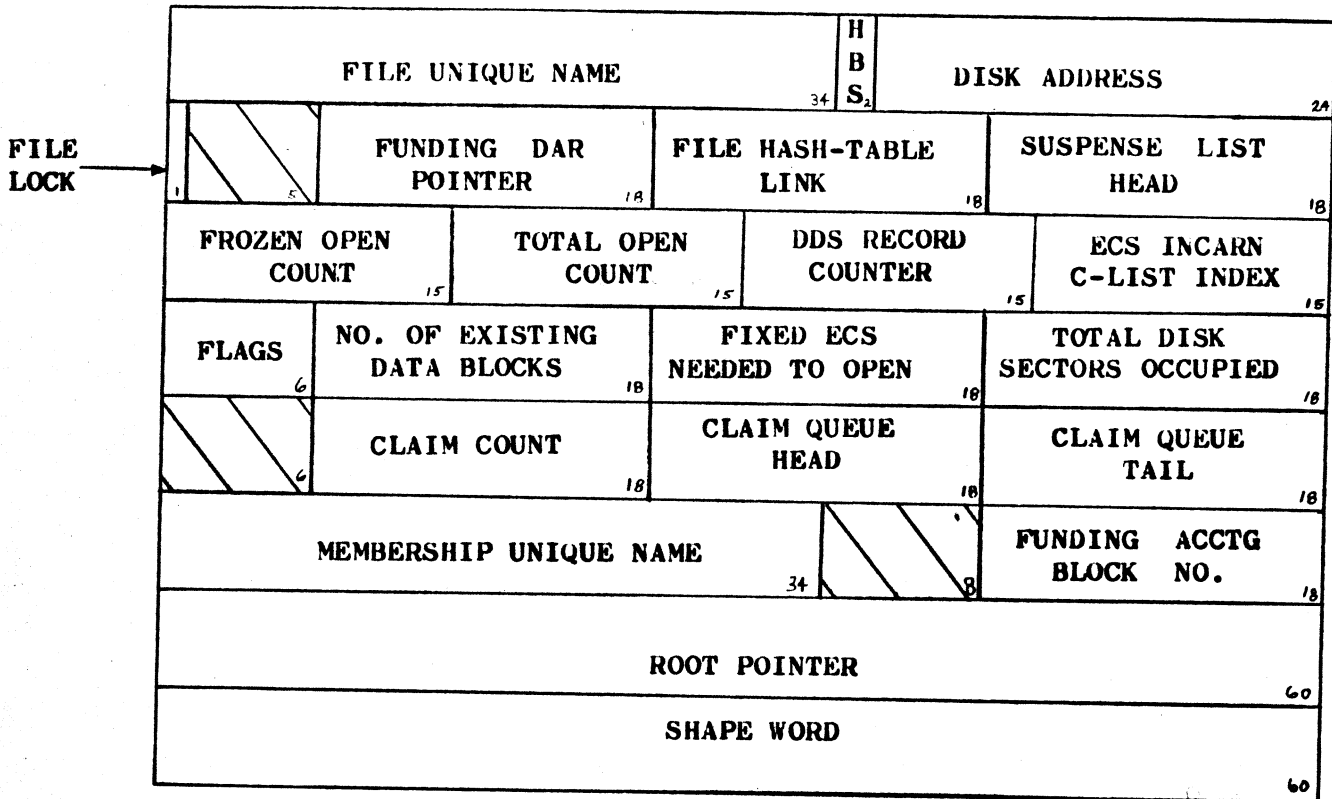 FILE UNIQUE NAME 34
H B S 2
DISK ADDRESS 24
FILE LOCK
1
5
FUNDING DAR
POINTER 18
FILE HASH-TABLE
LINK 18
SUSPENSE LIST
HEAD 18
FROZEN OPEN
COUNT 15
TOTAL OPEN
COUNT 15
DDS RECORD
COUNTER 15
ECS INCARN
C-LIST INDEX 15
FLAGS 6
NO. OF EXISTING
DATA BLOCKS 18
FIXED ECS
NEEDED TO OPEN 18
TOTAL DISK
SECTORS OCCUPIED 18
6
CLAIM COUNT 18
CLAIM QUEUE
HEAD 18
CLAIM QUEUE
TAIL 18
MEMBERSHIP UNIQUE NAME 34
8
FUNDING ACCTG
BLOCK NO. 18
ROOT POINTER 60
SHAPE WORD 60